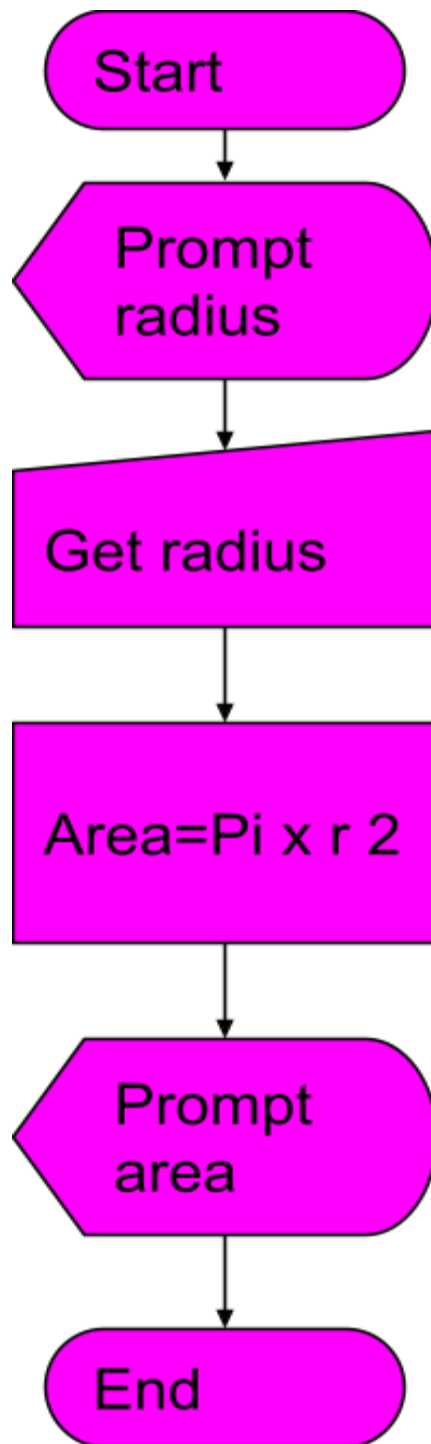 Start
Prompt
radius
Get radius
Area=Pi x r 2
Prompt
area
End